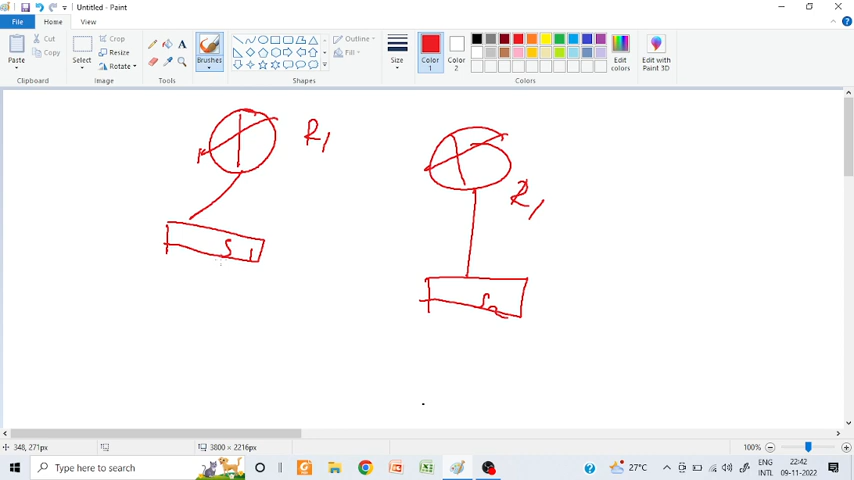 Untitled - Paint
File Home View
Cut
Copy
Paste
Clipboard
Crop
Resize
Rotate
Select
Image
Tools
Brushes
Outline
Fill
Shapes
Size
Color 1
Color 2
Edit colors
Edit with Paint 3D
Colors
R1
R1
S1
S2
348, 271px
3800 × 2216px
100%
Type here to search
27°C
ENG
INTL
22:42
09-11-2022